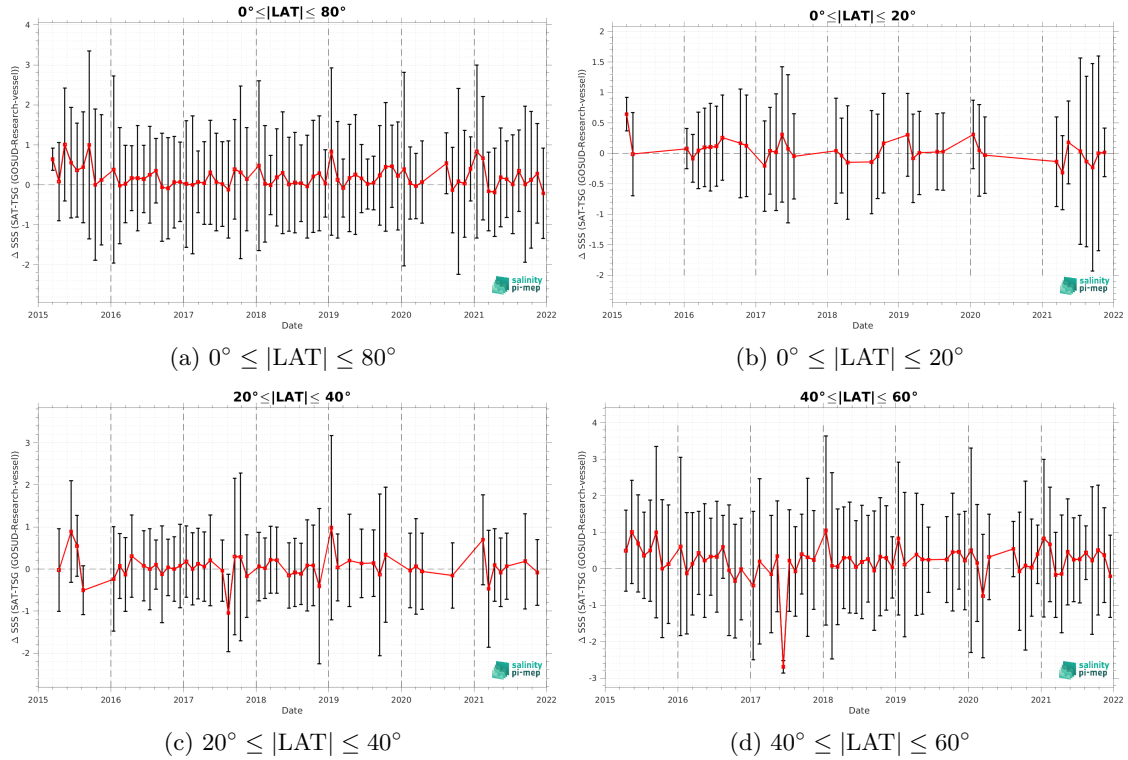 0°≤|LAT|≤ 80°
4
3
2
1
0
-1
-2
Δ SSS (SAT-TSG (GOSUD-Research-vessel))
2015 2016 2017 2018 2019 2020 2021 2022
Date
salinity
pi-mep
(a) 0° ≤ |LAT| ≤ 80°
0°≤|LAT|≤ 20°
2
1.5
1
0.5
0
-0.5
-1
-1.5
-2
Δ SSS (SAT-TSG (GOSUD-Research-vessel))
2015 2016 2017 2018 2019 2020 2021 2022
Date
salinity
pi-mep
(b) 0° ≤ |LAT| ≤ 20°
20°≤|LAT|≤ 40°
3
2
1
0
-1
-2
Δ SSS (SAT-TSG (GOSUD-Research-vessel))
2015 2016 2017 2018 2019 2020 2021 2022
Date
salinity
pi-mep
(c) 20° ≤ |LAT| ≤ 40°
40°≤|LAT|≤ 60°
4
3
2
1
0
-1
-2
-3
Δ SSS (SAT-TSG (GOSUD-Research-vessel))
2015 2016 2017 2018 2019 2020 2021 2022
Date
salinity
pi-mep
(d) 40° ≤ |LAT| ≤ 60°